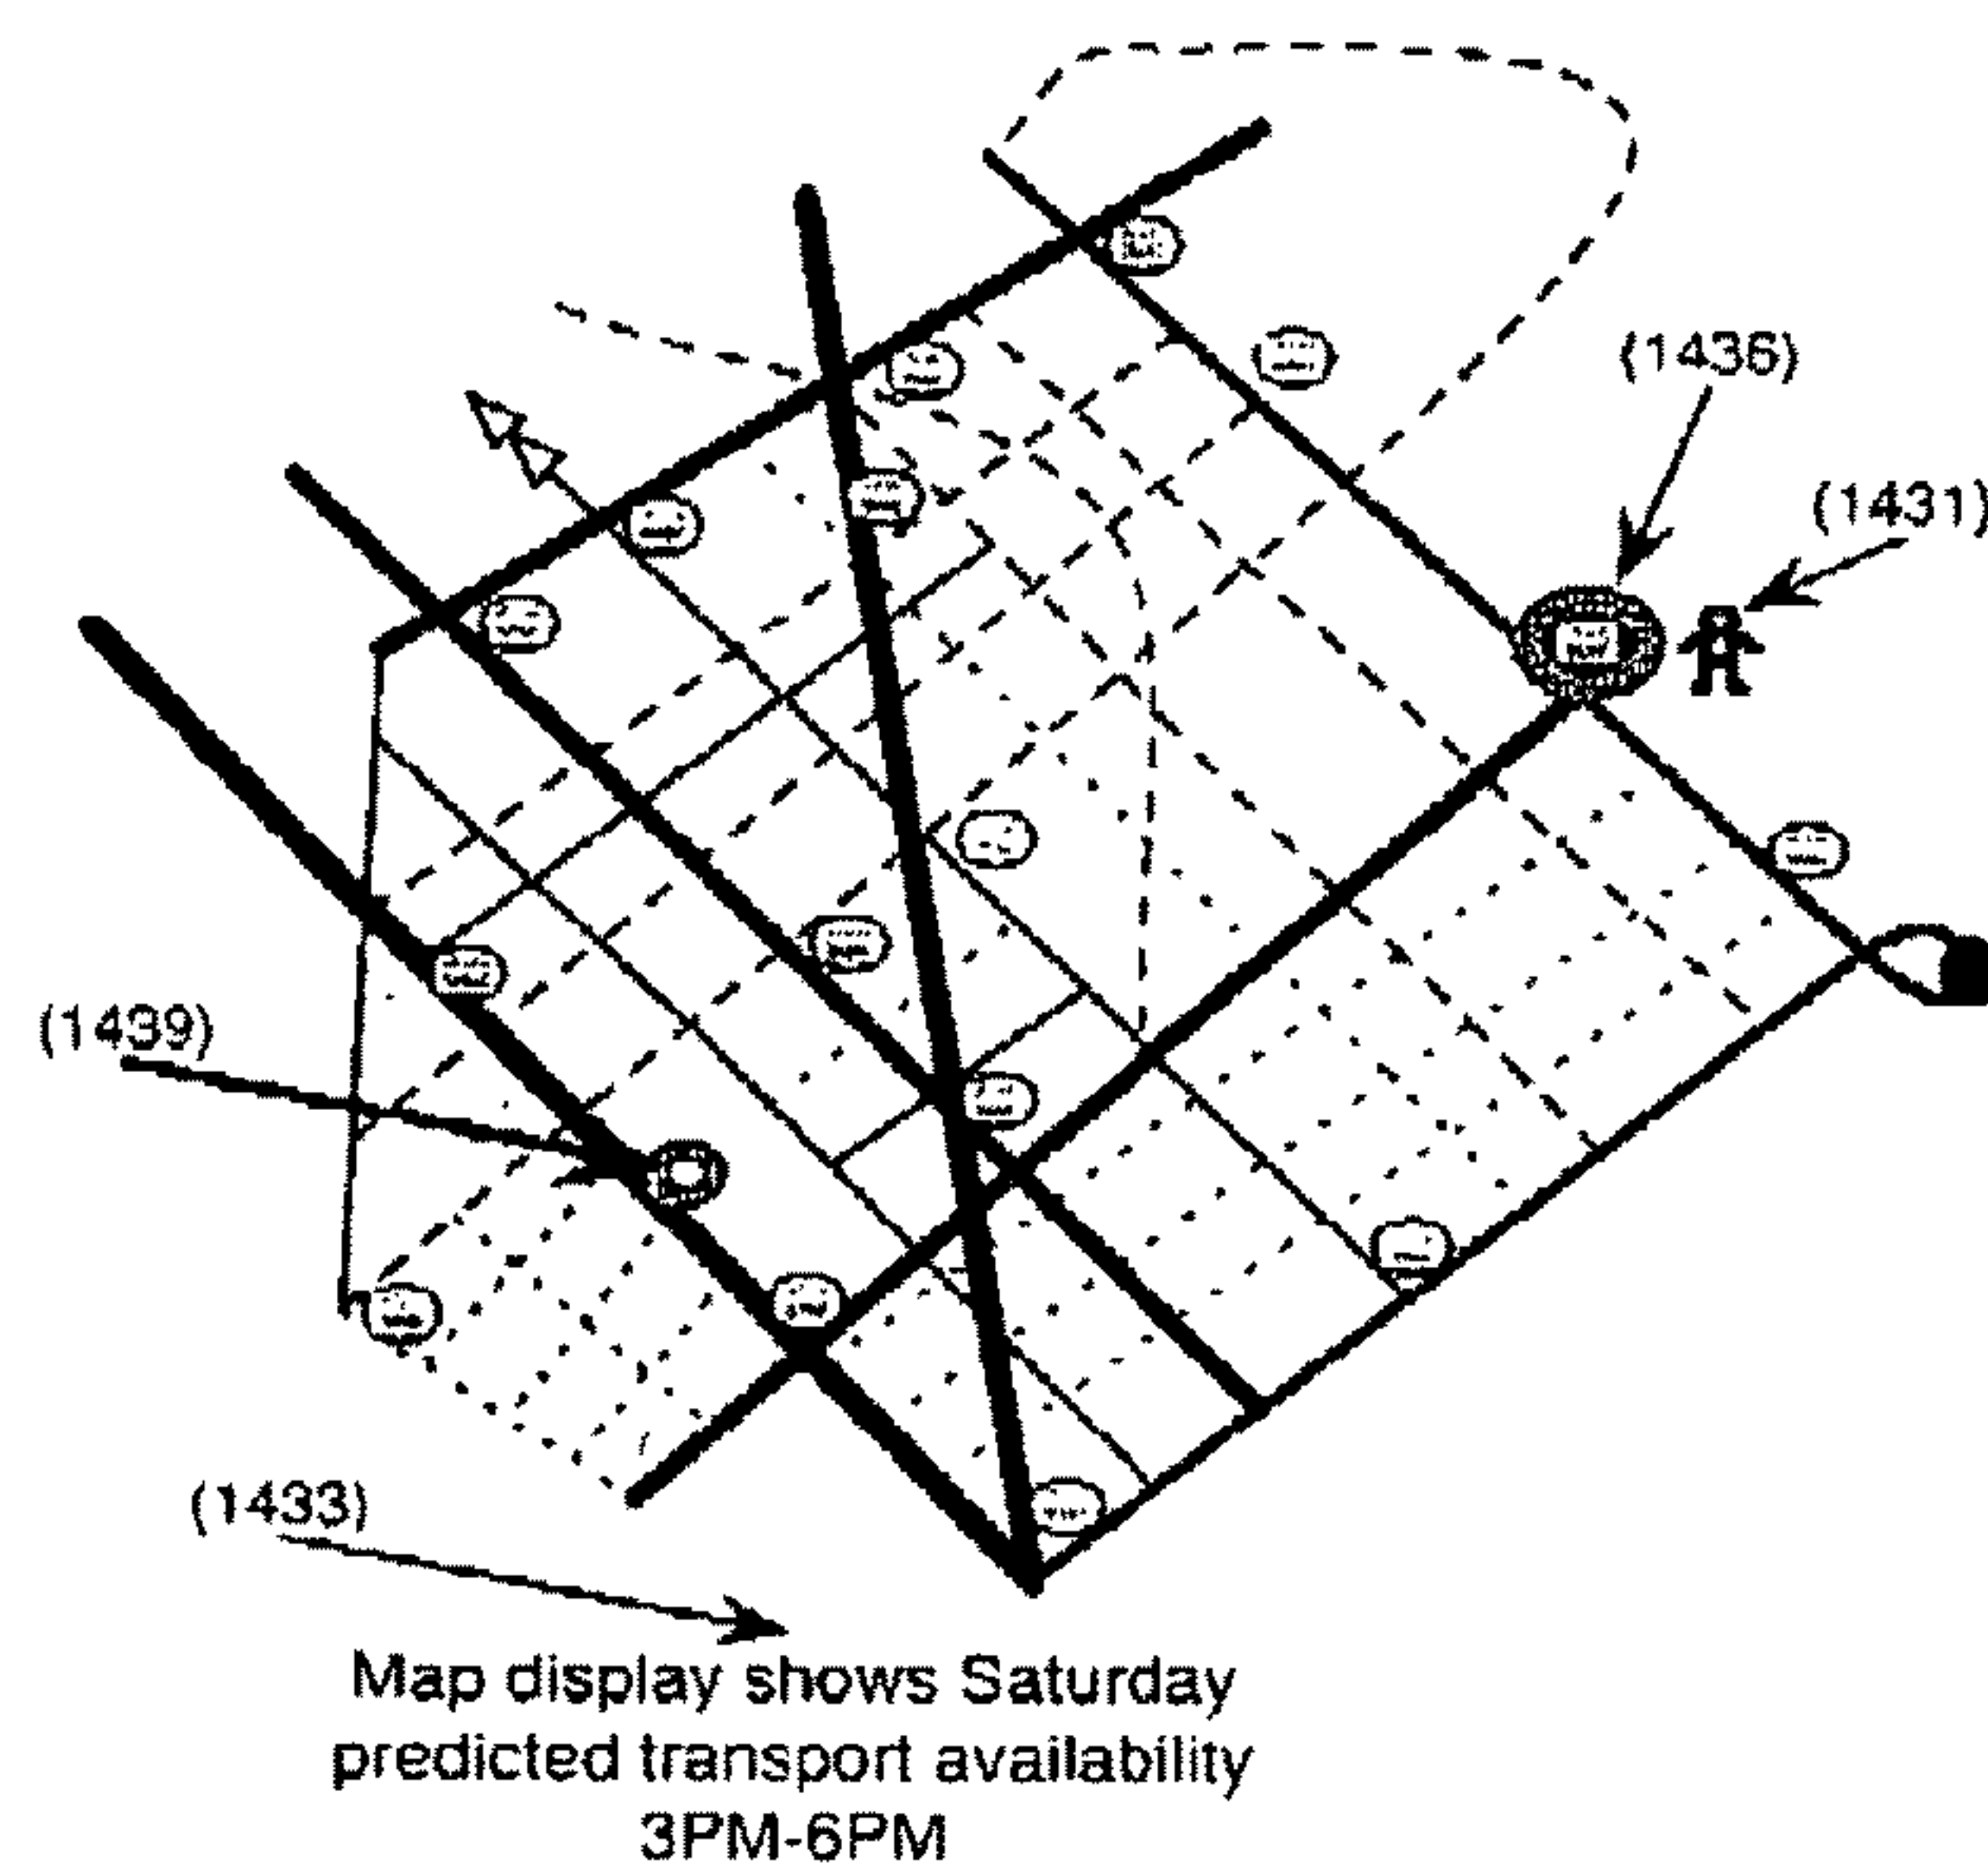 (1436)
(1431)
(1439)
(1433)
Map display shows Saturday
predicted transport availability
3PM-6PM